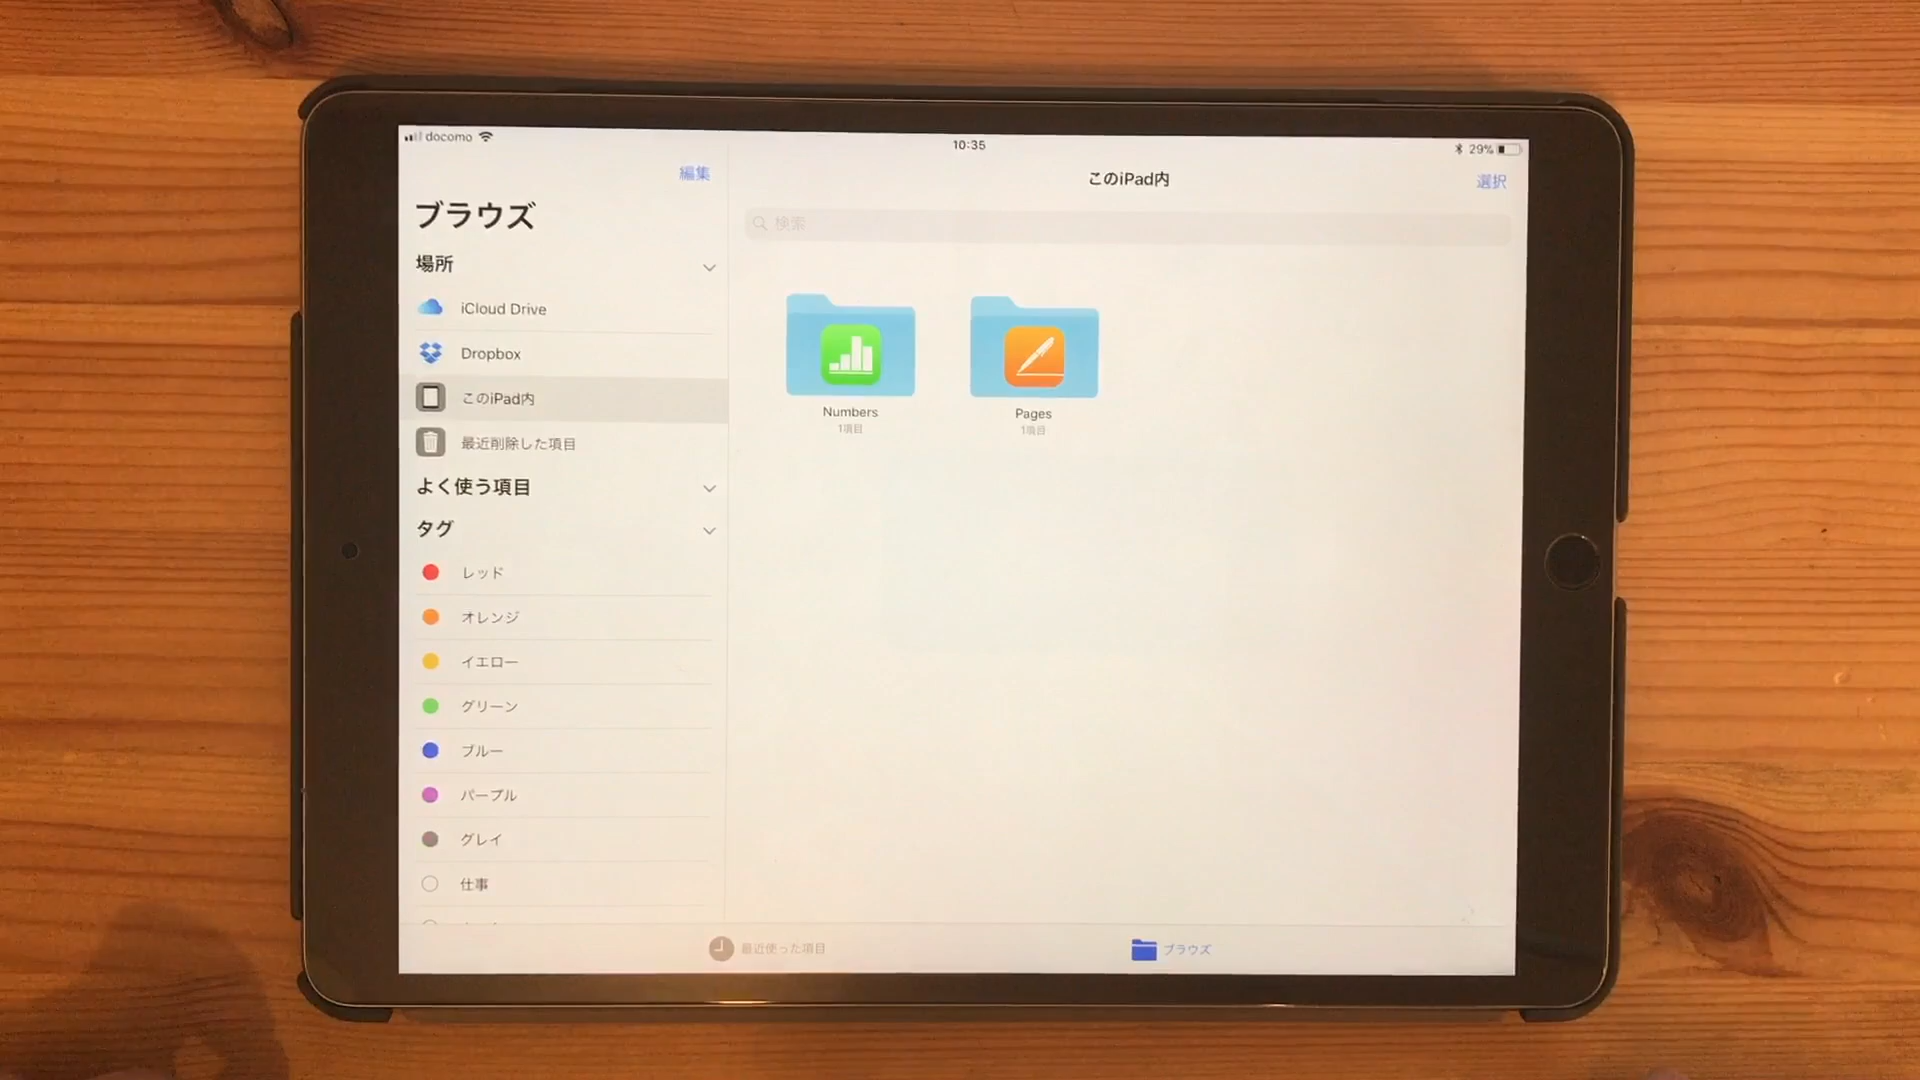 docomo
10:35
29%
編集
ブラウズ
場所
iCloud Drive
Dropbox
このiPad内
最近削除した項目
よく使う項目
タグ
レッド
オレンジ
イエロー
グリーン
ブルー
パープル
グレイ
仕事
このiPad内
選択
検索
Numbers
1項目
Pages
1項目
最近使った項目
ブラウズ